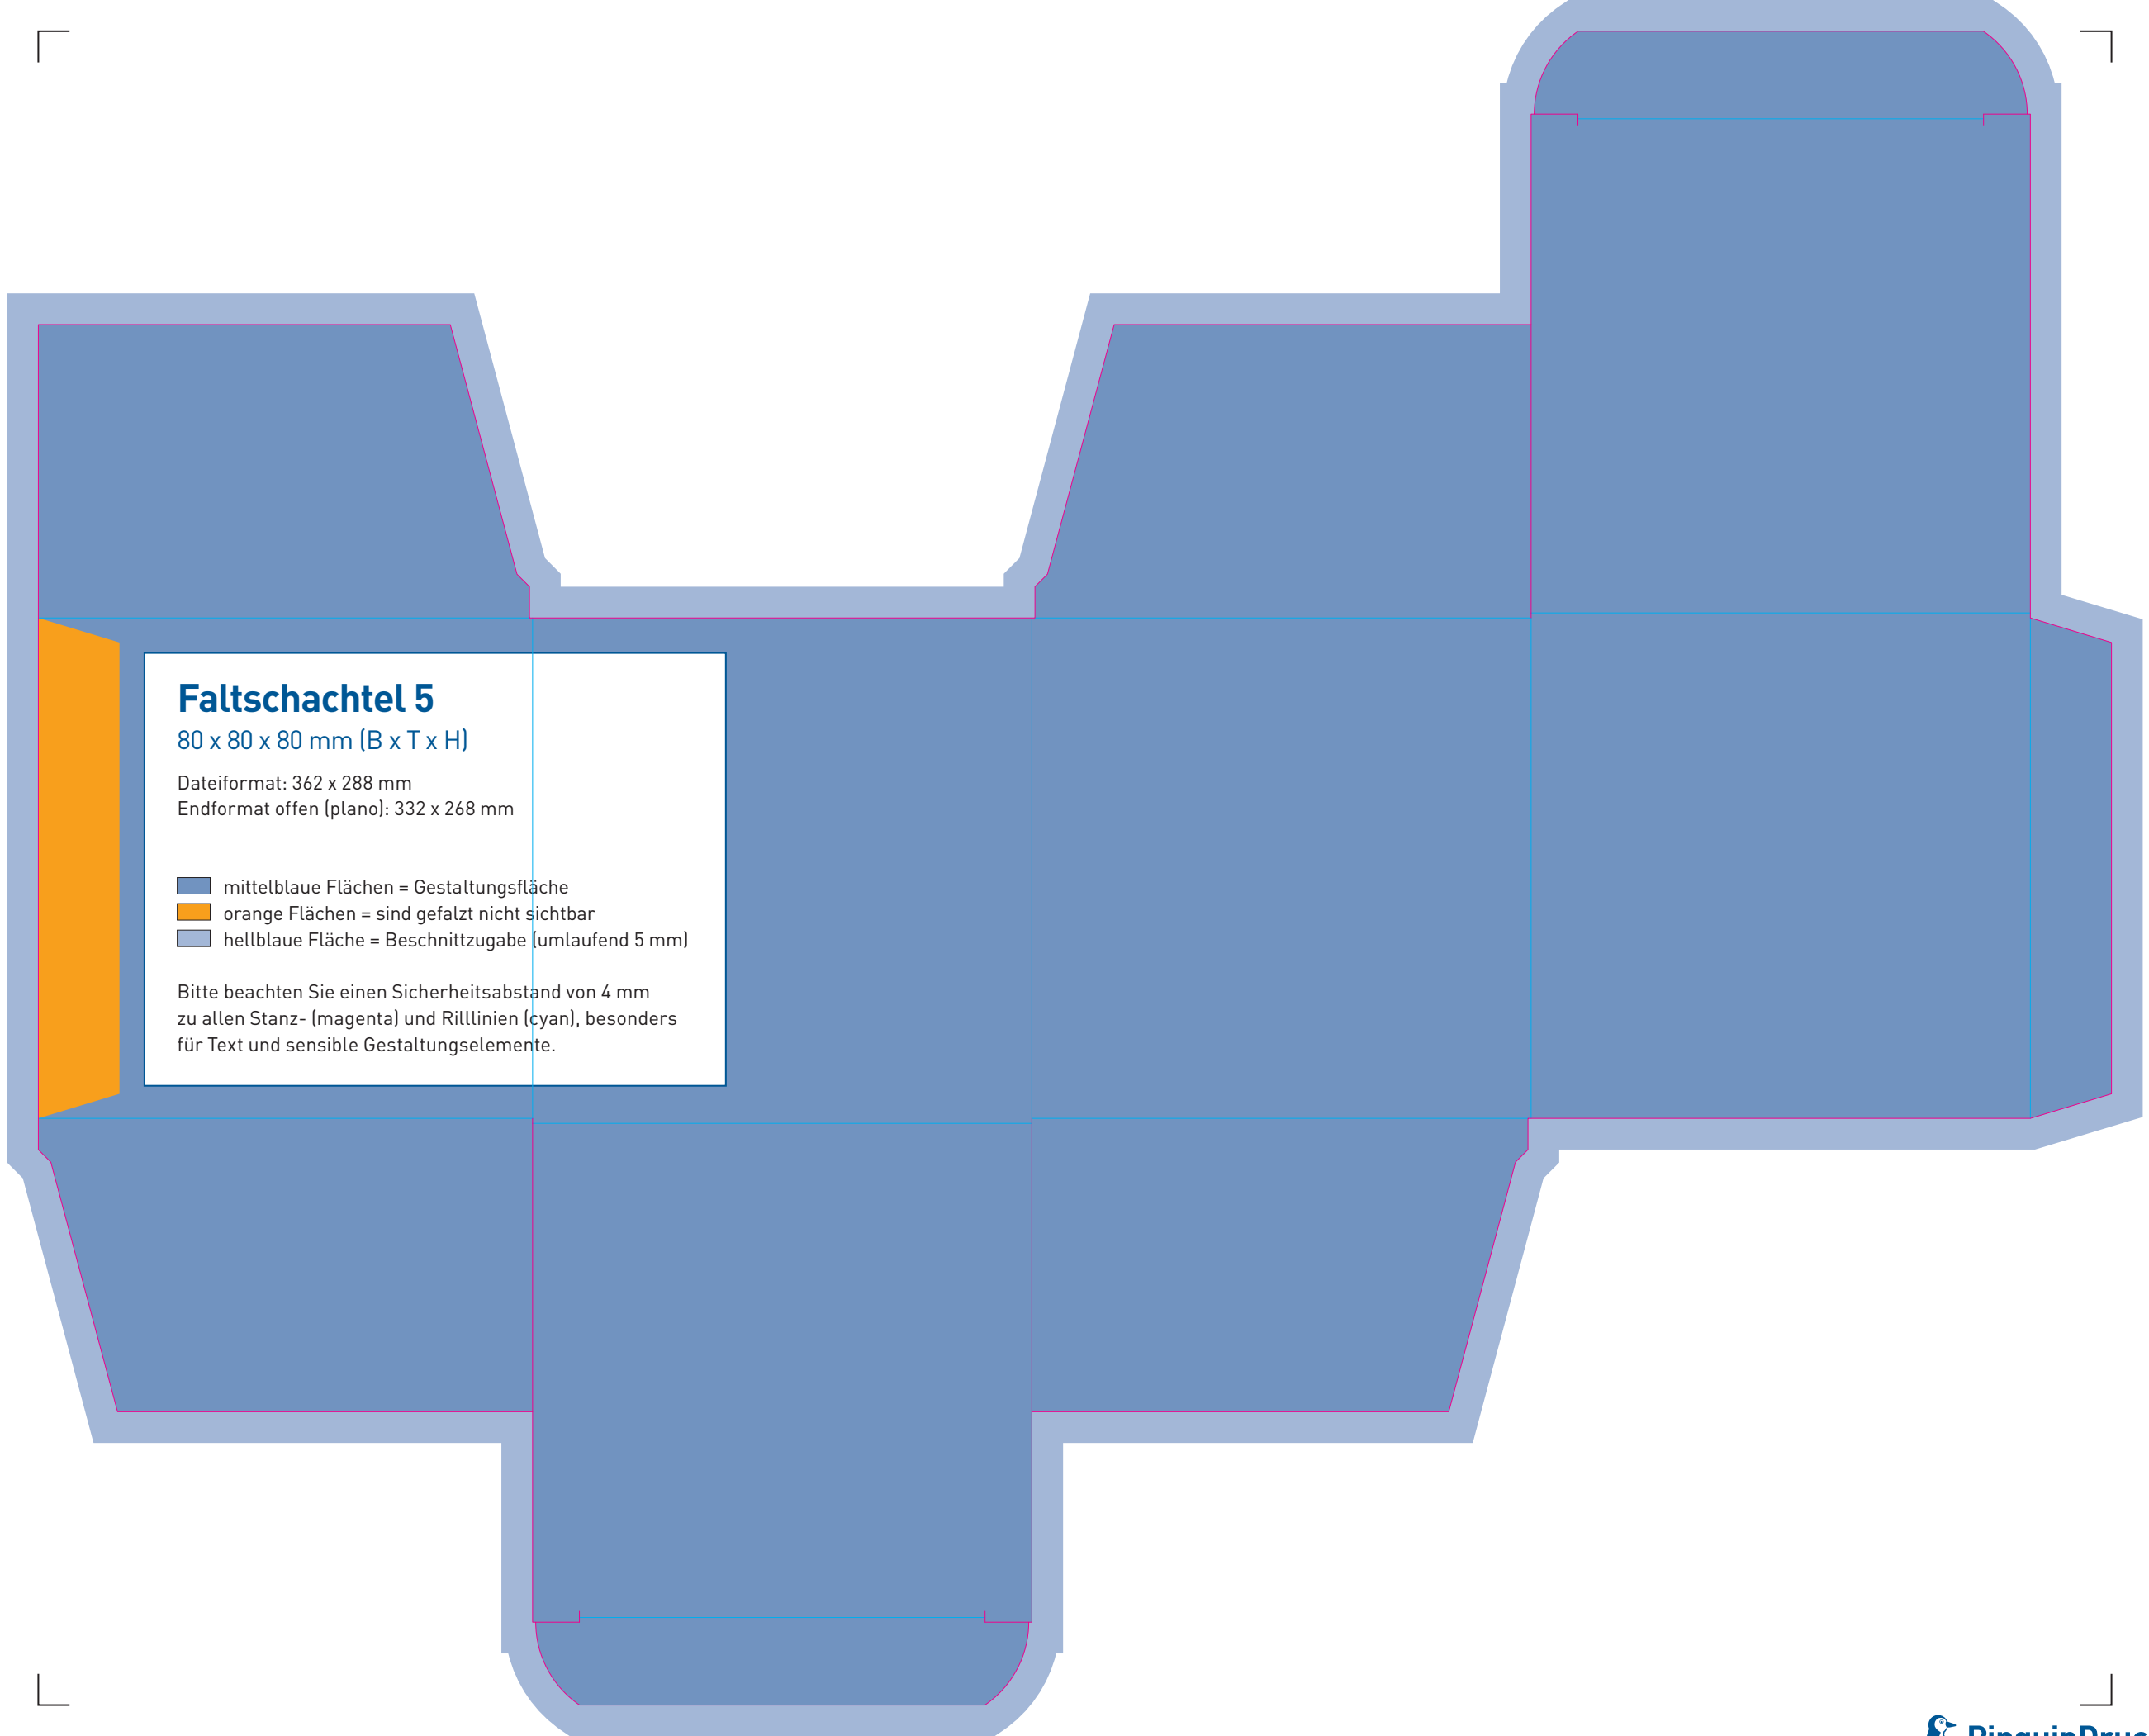 Faltschachtel 5
80 x 80 x 80 mm (B x T x H)
Dateiformat: 362 x 288 mm
Endformat offen (plano): 332 x 268 mm
mittelblaue Flächen = Gestaltungsfläche
orange Flächen = sind gefalzt nicht sichtbar
hellblaue Fläche = Beschnittzugabe (umlaufend 5 mm)
Bitte beachten Sie einen Sicherheitsabstand von 4 mm
zu allen Stanz- (magenta) und Rilllinien (cyan), besonders
für Text und sensible Gestaltungselemente.